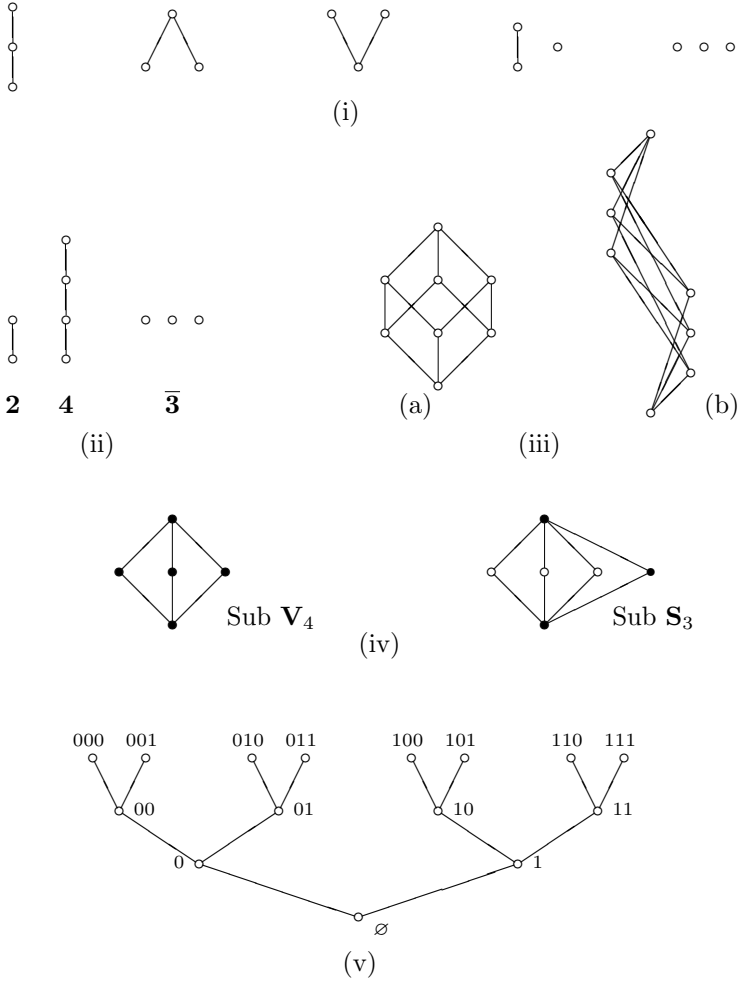 (i)
2 4 3̅
(a) (b)
(ii) (iii)
Sub V₄ Sub S₃
(iv)
000 001 010 011 100 101 110 111
00 01 10 11
0 1
∅
(v)